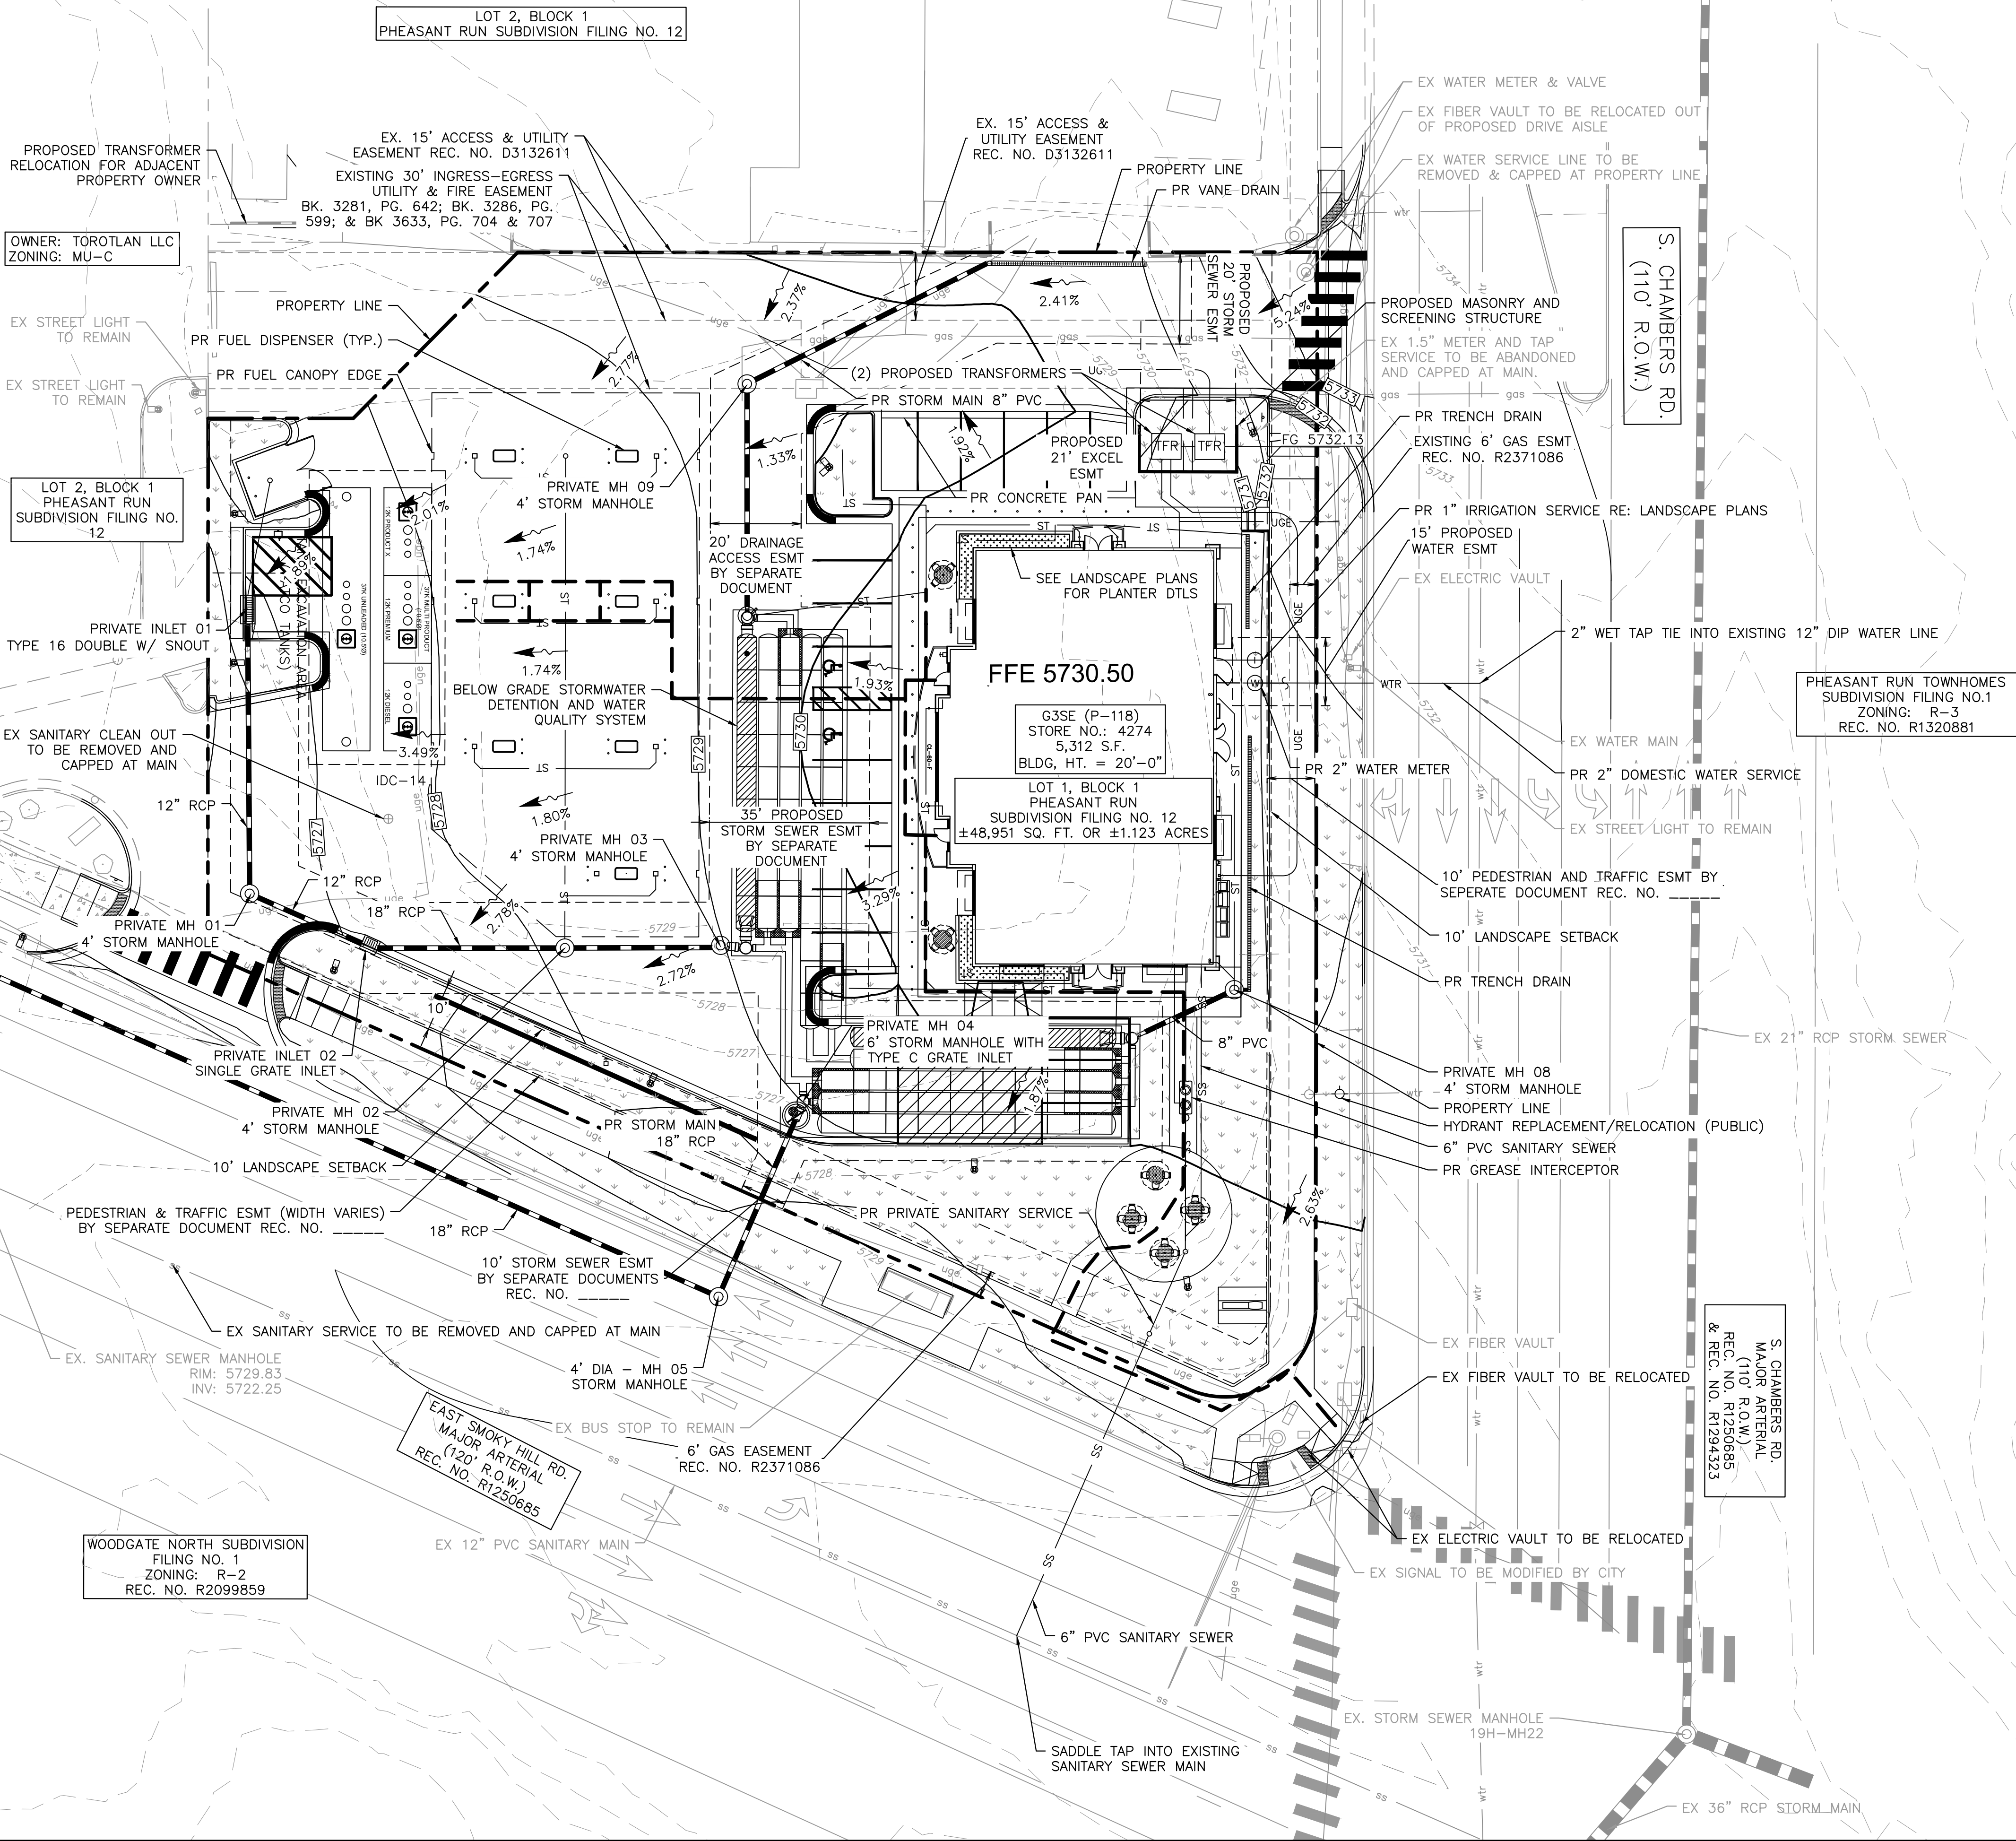 LOT 2, BLOCK 1
PHEASANT RUN SUBDIVISION FILING NO. 12
EX WATER METER & VALVE
EX FIBER VAULT TO BE RELOCATED OUT
OF PROPOSED DRIVE AISLE
EX WATER SERVICE LINE TO BE
REMOVED & CAPPED AT PROPERTY LINE
PROPOSED TRANSFORMER
RELOCATION FOR ADJACENT
PROPERTY OWNER
EX. 15' ACCESS & UTILITY
EASEMENT REC. NO. D3132611
EXISTING 30' INGRESS-EGRESS
UTILITY & FIRE EASEMENT
BK. 3281, PG. 642; BK. 3286, PG.
599; & BK 3633, PG. 704 & 707
EX. 15' ACCESS &
UTILITY EASEMENT
REC. NO. D3132611
PROPERTY LINE
PR VANE DRAIN
OWNER: TOROTLAN LLC
ZONING: MU-C
S. CHAMBERS RD.
(110' R.O.W.)
PROPERTY LINE
EX STREET LIGHT
TO REMAIN
PR FUEL DISPENSER (TYP.)
PR FUEL CANOPY EDGE
EX STREET LIGHT
TO REMAIN
2.37%
2.41%
2.77%
5.24%
PROPOSED
20' STORM
SEWER ESMT
PROPOSED MASONRY AND
SCREENING STRUCTURE
EX 1.5" METER AND TAP
SERVICE TO BE ABANDONED
AND CAPPED AT MAIN.
(2) PROPOSED TRANSFORMERS
PR STORM MAIN 8" PVC
PR TRENCH DRAIN
EXISTING 6' GAS ESMT
REC. NO. R2371086
FG 5732.13
TFR
TFR
PROPOSED
21' EXCEL
ESMT
1.92%
1.33%
PR CONCRETE PAN
PRIVATE MH 09
4' STORM MANHOLE
LOT 2, BLOCK 1
PHEASANT RUN
SUBDIVISION FILING NO.
12
2.01%
1.74%
20' DRAINAGE
ACCESS ESMT
BY SEPARATE
DOCUMENT
PR 1" IRRIGATION SERVICE RE: LANDSCAPE PLANS
15' PROPOSED
WATER ESMT
EX ELECTRIC VAULT
SEE LANDSCAPE PLANS
FOR PLANTER DTLS
12K PRODUCT X
37K MULTI PRODUCT
12K PREMIUM
37K UNLEADED (10.5'Ø)
12K DIESEL
PRIVATE INLET 01
TYPE 16 DOUBLE W/ SNOUT
2" WET TAP TIE INTO EXISTING 12" DIP WATER LINE
1.74%
FFE 5730.50
1.93%
BELOW GRADE STORMWATER
DETENTION AND WATER
QUALITY SYSTEM
PHEASANT RUN TOWNHOMES
SUBDIVISION FILING NO.1
ZONING: R-3
REC. NO. R1320881
G3SE (P-118)
STORE NO.: 4274
5,312 S.F.
BLDG, HT. = 20'-0"
EX SANITARY CLEAN OUT
TO BE REMOVED AND
CAPPED AT MAIN
3.49%
IDC-14
EX WATER MAIN
PR 2" WATER METER
PR 2" DOMESTIC WATER SERVICE
LOT 1, BLOCK 1
PHEASANT RUN
SUBDIVISION FILING NO. 12
±48,951 SQ. FT. OR ±1.123 ACRES
12" RCP
1.80%
35' PROPOSED
STORM SEWER ESMT
BY SEPARATE
DOCUMENT
EX STREET LIGHT TO REMAIN
PRIVATE MH 03
4' STORM MANHOLE
12" RCP
10' PEDESTRIAN AND TRAFFIC ESMT BY
SEPERATE DOCUMENT REC. NO. _____
3.29%
18" RCP
2.78%
PRIVATE MH 01
4' STORM MANHOLE
10' LANDSCAPE SETBACK
2.72%
PR TRENCH DRAIN
10'
PRIVATE MH 04
6' STORM MANHOLE WITH
TYPE C GRATE INLET
8" PVC
EX 21" RCP STORM SEWER
PRIVATE INLET 02
SINGLE GRATE INLET
PRIVATE MH 08
4' STORM MANHOLE
1.87%
PROPERTY LINE
PRIVATE MH 02
4' STORM MANHOLE
PR STORM MAIN
18" RCP
HYDRANT REPLACEMENT/RELOCATION (PUBLIC)
6" PVC SANITARY SEWER
10' LANDSCAPE SETBACK
PR GREASE INTERCEPTOR
PEDESTRIAN & TRAFFIC ESMT (WIDTH VARIES)
BY SEPARATE DOCUMENT REC. NO. _____
PR PRIVATE SANITARY SERVICE
2.63%
18" RCP
10' STORM SEWER ESMT
BY SEPARATE DOCUMENTS
REC. NO. _____
EX SANITARY SERVICE TO BE REMOVED AND CAPPED AT MAIN
EX FIBER VAULT
EX. SANITARY SEWER MANHOLE
RIM: 5729.83
INV: 5722.25
4' DIA - MH 05
STORM MANHOLE
EX FIBER VAULT TO BE RELOCATED
S. CHAMBERS RD.
MAJOR ARTERIAL
(110' R.O.W.)
REC. NO. R1250685
& REC. NO. R1294323
EAST SMOKY HILL RD.
MAJOR ARTERIAL
(120' R.O.W.)
REC. NO. R1250685
EX BUS STOP TO REMAIN
6' GAS EASEMENT
REC. NO. R2371086
EX 12" PVC SANITARY MAIN
WOODGATE NORTH SUBDIVISION
FILING NO. 1
ZONING: R-2
REC. NO. R2099859
EX ELECTRIC VAULT TO BE RELOCATED
EX SIGNAL TO BE MODIFIED BY CITY
6" PVC SANITARY SEWER
EX. STORM SEWER MANHOLE
19H-MH22
SADDLE TAP INTO EXISTING
SANITARY SEWER MAIN
EX 36" RCP STORM MAIN